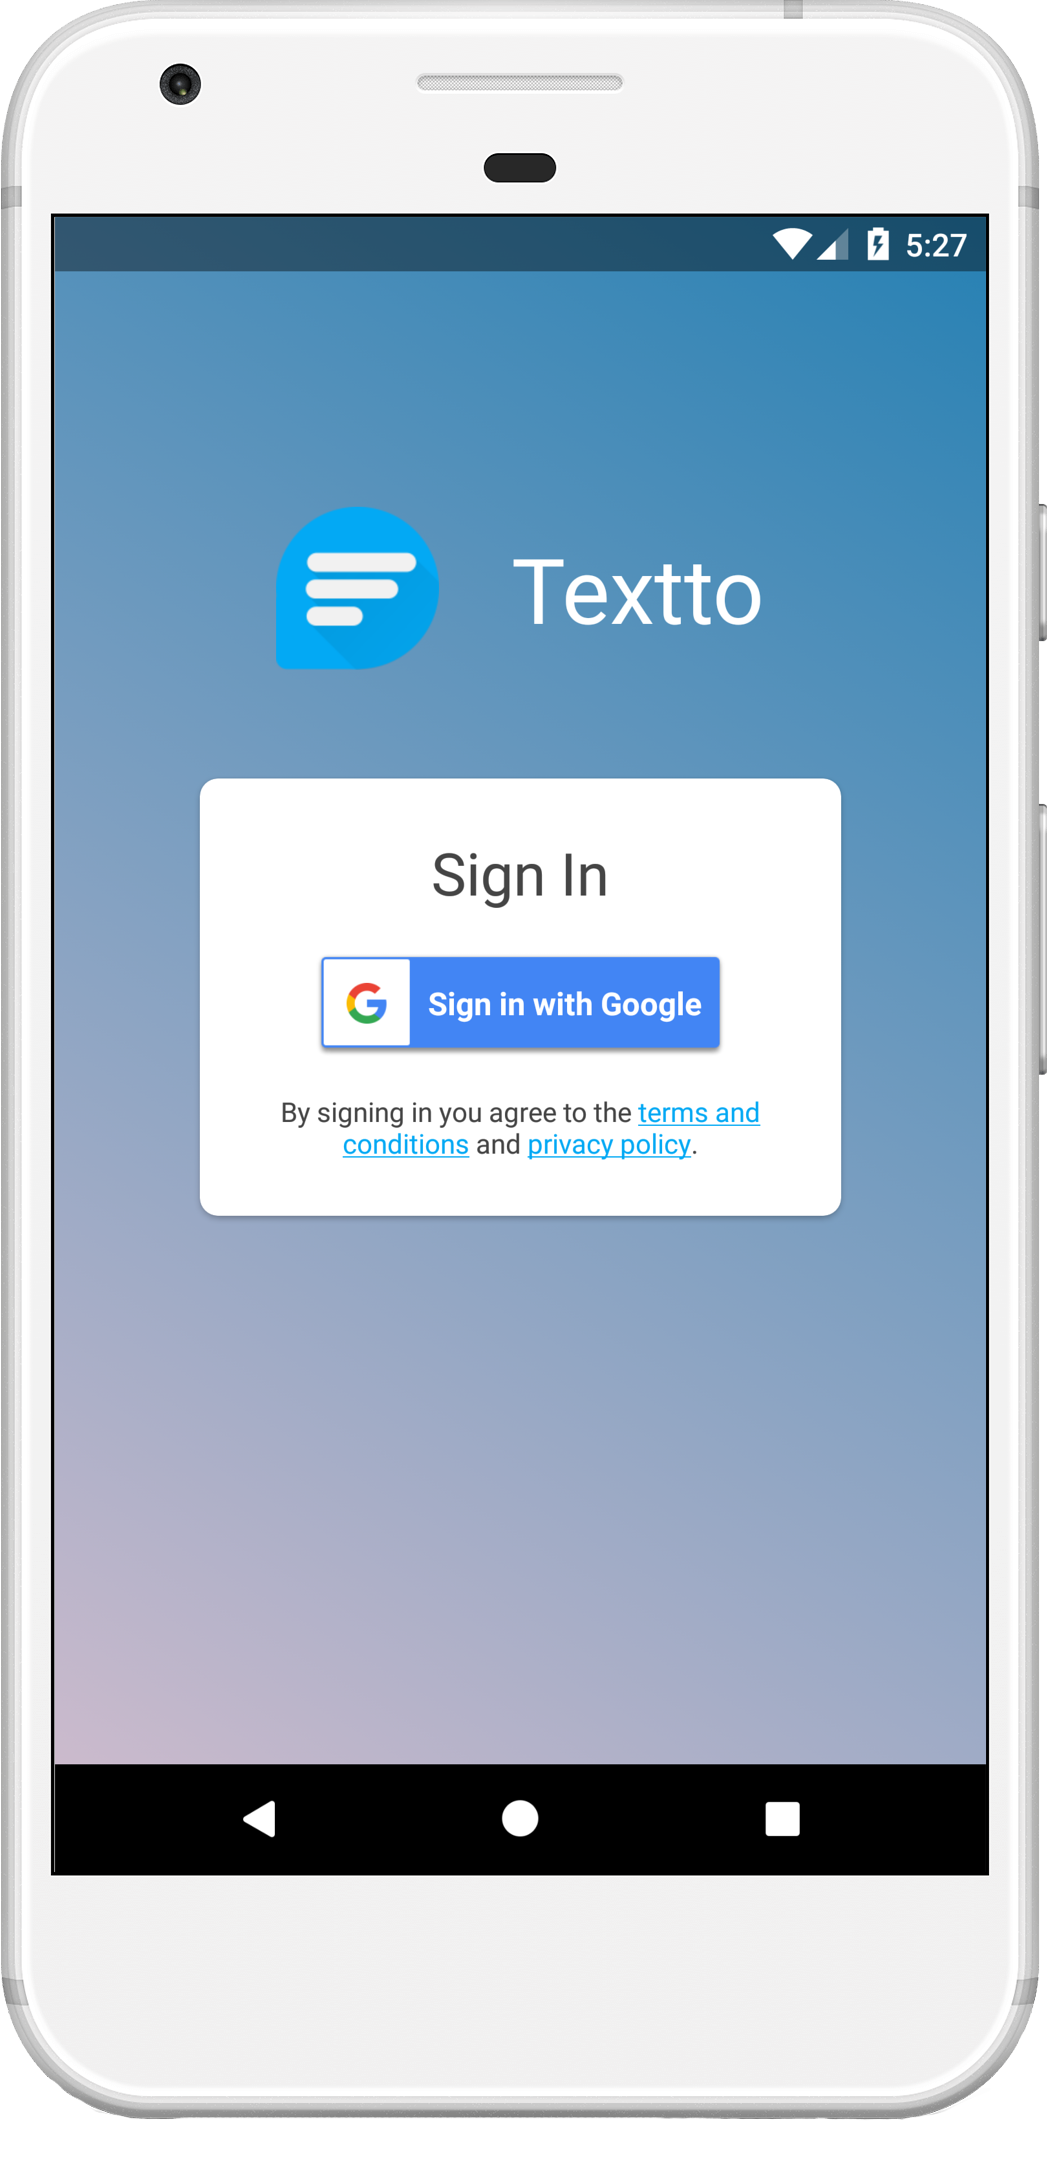 5:27
Textto
Sign In
Sign in with Google
By signing in you agree to the terms and
conditions and privacy policy.